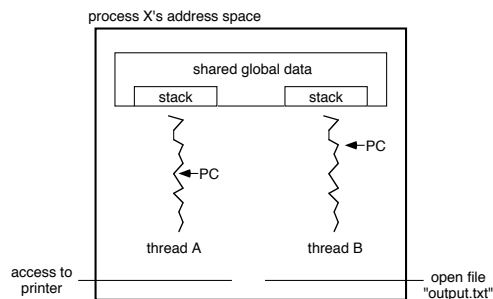 process X's address space
shared global data
stack
stack
PC
PC
thread A
thread B
access to
printer
open file
"output.txt"